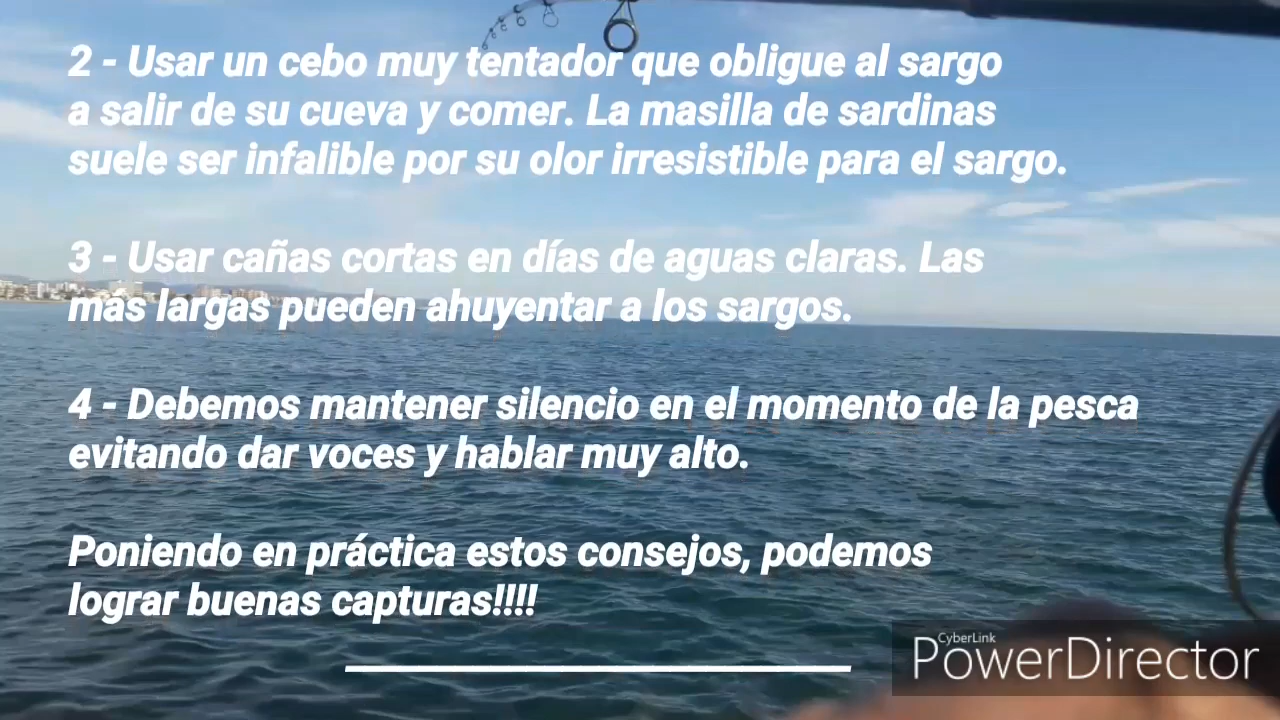 2 - Usar un cebo muy tentador que obligue al sargo
a salir de su cueva y comer. La masilla de sardinas
suele ser infalible por su olor irresistible para el sargo.
3 - Usar cañas cortas en días de aguas claras. Las
más largas pueden ahuyentar a los sargos.
4 - Debemos mantener silencio en el momento de la pesca
evitando dar voces y hablar muy alto.
Poniendo en práctica estos consejos, podemos
lograr buenas capturas!!!!
CyberLink
PowerDirector